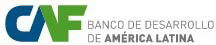 CAF BANCO DE DESARROLLO
DE AMÉRICA LATINA